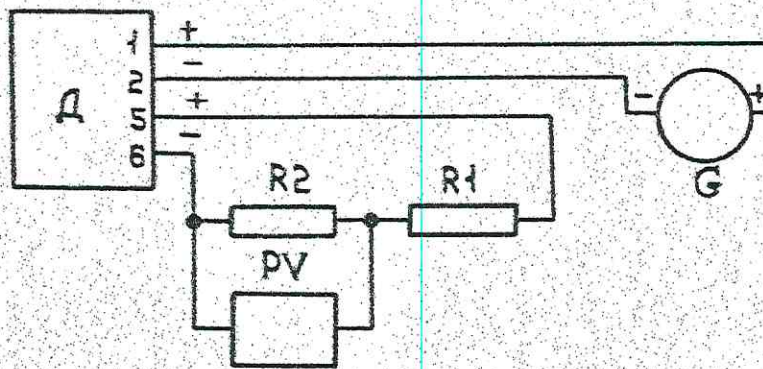 1 +
Д 2 - - +
5 +
6 -
G
R2 R1
PV